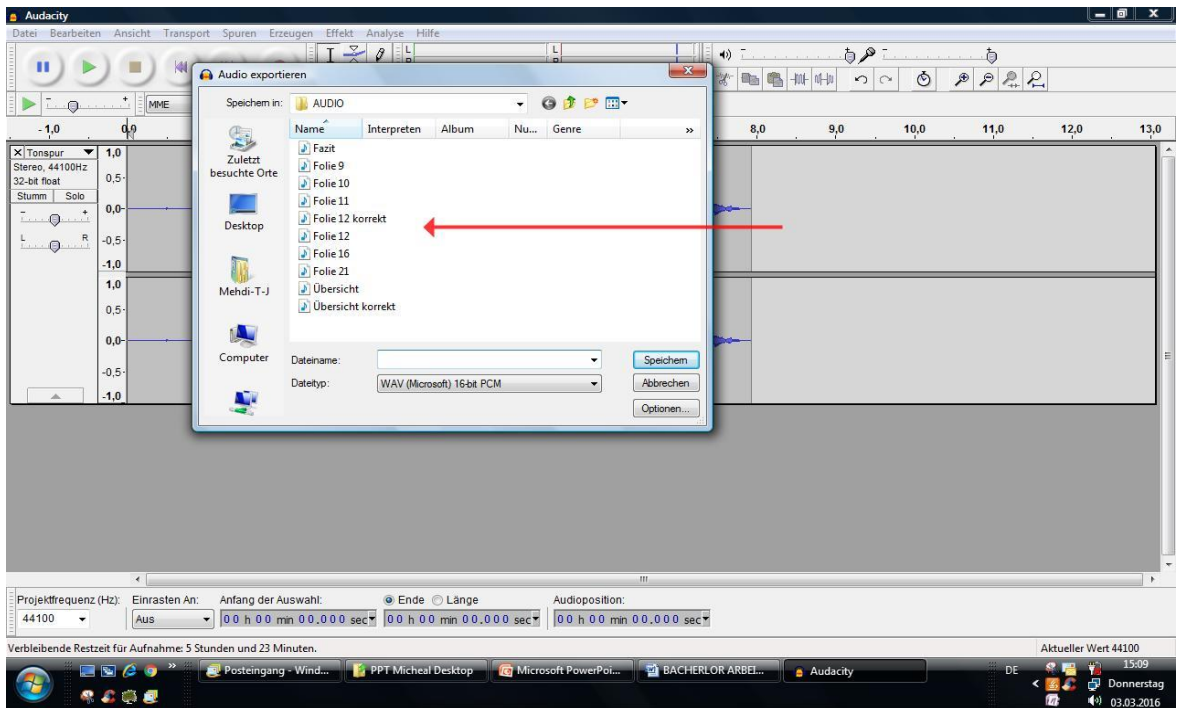 Audacity
Datei Bearbeiten Ansicht Transport Spuren Erzeugen Effekt Analyse Hilfe
L
L
MME
- 1,0 0,0 8,0 9,0 10,0 11,0 12,0 13,0
Audio exportieren
Speichern in: AUDIO
Name Interpreten Album Nu... Genre »
Zuletzt besuchte Orte
Desktop
Mehdi-T-J
Computer
Fazit
Folie 9
Folie 10
Folie 11
Folie 12 korrekt
Folie 12
Folie 16
Folie 21
Übersicht
Übersicht korrekt
Dateiname:
Speichern
Dateityp: WAV (Microsoft) 16-bit PCM
Abbrechen
Optionen...
X Tonspur
Stereo, 44100Hz
32-bit float
Stumm Solo
- +
L R
1,0
0,5
0,0
-0,5
-1,0
1,0
0,5
0,0
-0,5
-1,0
Projektfrequenz (Hz): Einrasten An: Anfang der Auswahl: Ende Länge Audioposition:
44100 Aus 00 h 00 min 00.000 sec 00 h 00 min 00.000 sec 00 h 00 min 00.000 sec
Verbleibende Restzeit für Aufnahme: 5 Stunden und 23 Minuten.
Aktueller Wert 44100
Posteingang - Wind... PPT Micheal Desktop Microsoft PowerPoi... BACHERLOR ARBEI... Audacity
DE
15:09
Donnerstag
03.03.2016